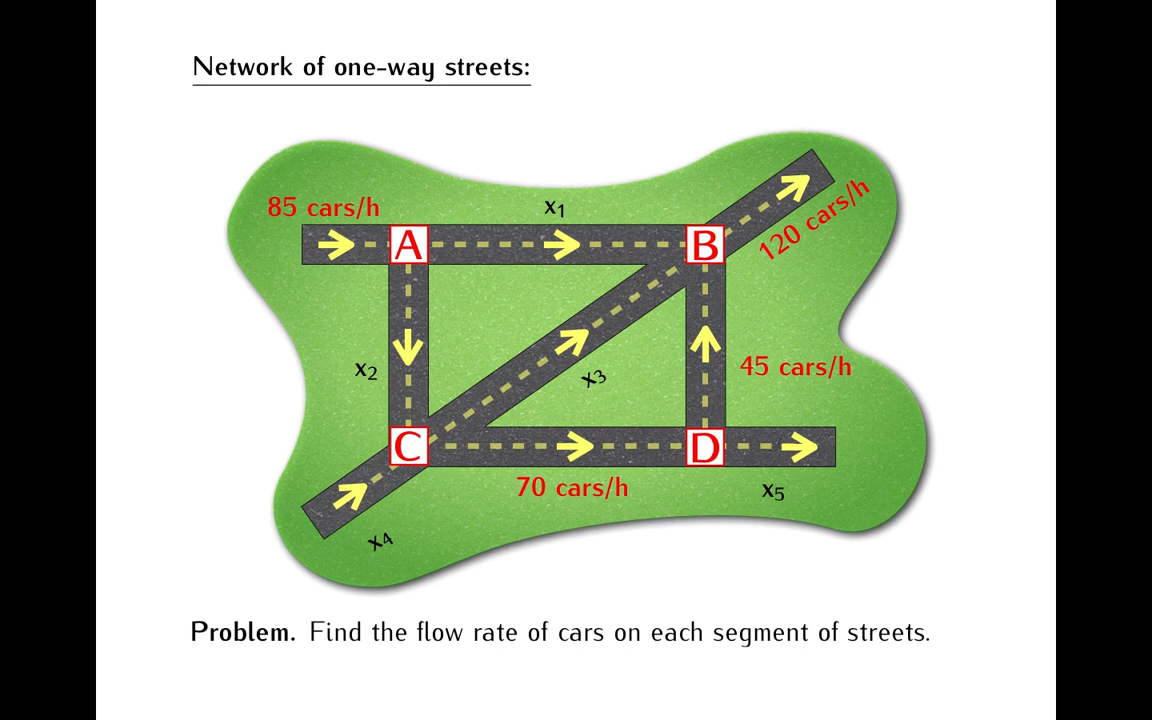 Network of one-way streets:
85 cars/h
x₁
120 cars/h
A
B
x₂
x₃
45 cars/h
C
D
70 cars/h
x₅
x₄
Problem. Find the flow rate of cars on each segment of streets.